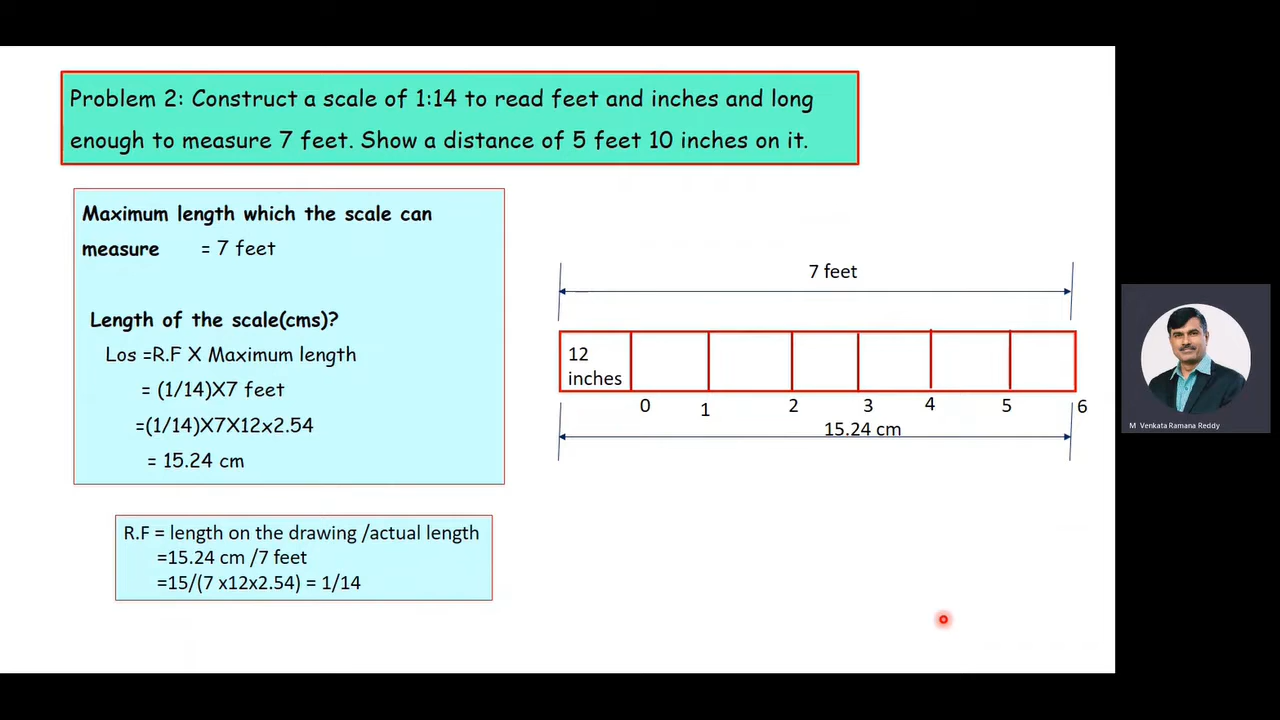 Problem 2: Construct a scale of 1:14 to read feet and inches and long
enough to measure 7 feet. Show a distance of 5 feet 10 inches on it.
Maximum length which the scale can
measure = 7 feet
Length of the scale(cms)?
Los =R.F X Maximum length
= (1/14)X7 feet
=(1/14)X7X12x2.54
= 15.24 cm
R.F = length on the drawing /actual length
=15.24 cm /7 feet
=15/(7 x12x2.54) = 1/14
7 feet
12
inches
0 1 2 3 4 5 6
15.24 cm
M Venkata Ramana Reddy